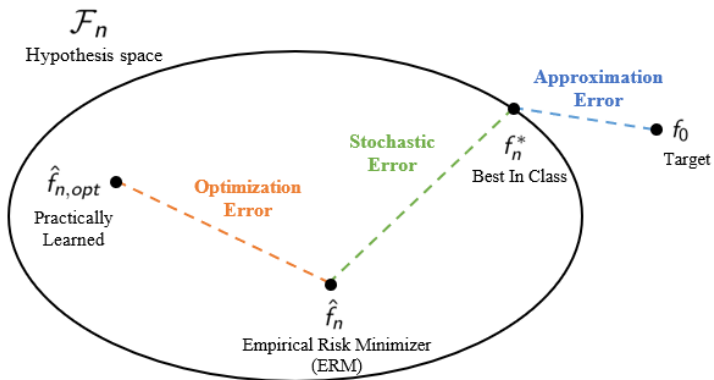 𝓕ₙ
Hypothesis space
Approximation
Error
f₀
Target
Stochastic
Error
fₙ*
Best In Class
f̂ₙ,ₒₚₜ
Practically
Learned
Optimization
Error
f̂ₙ
Empirical Risk Minimizer
(ERM)